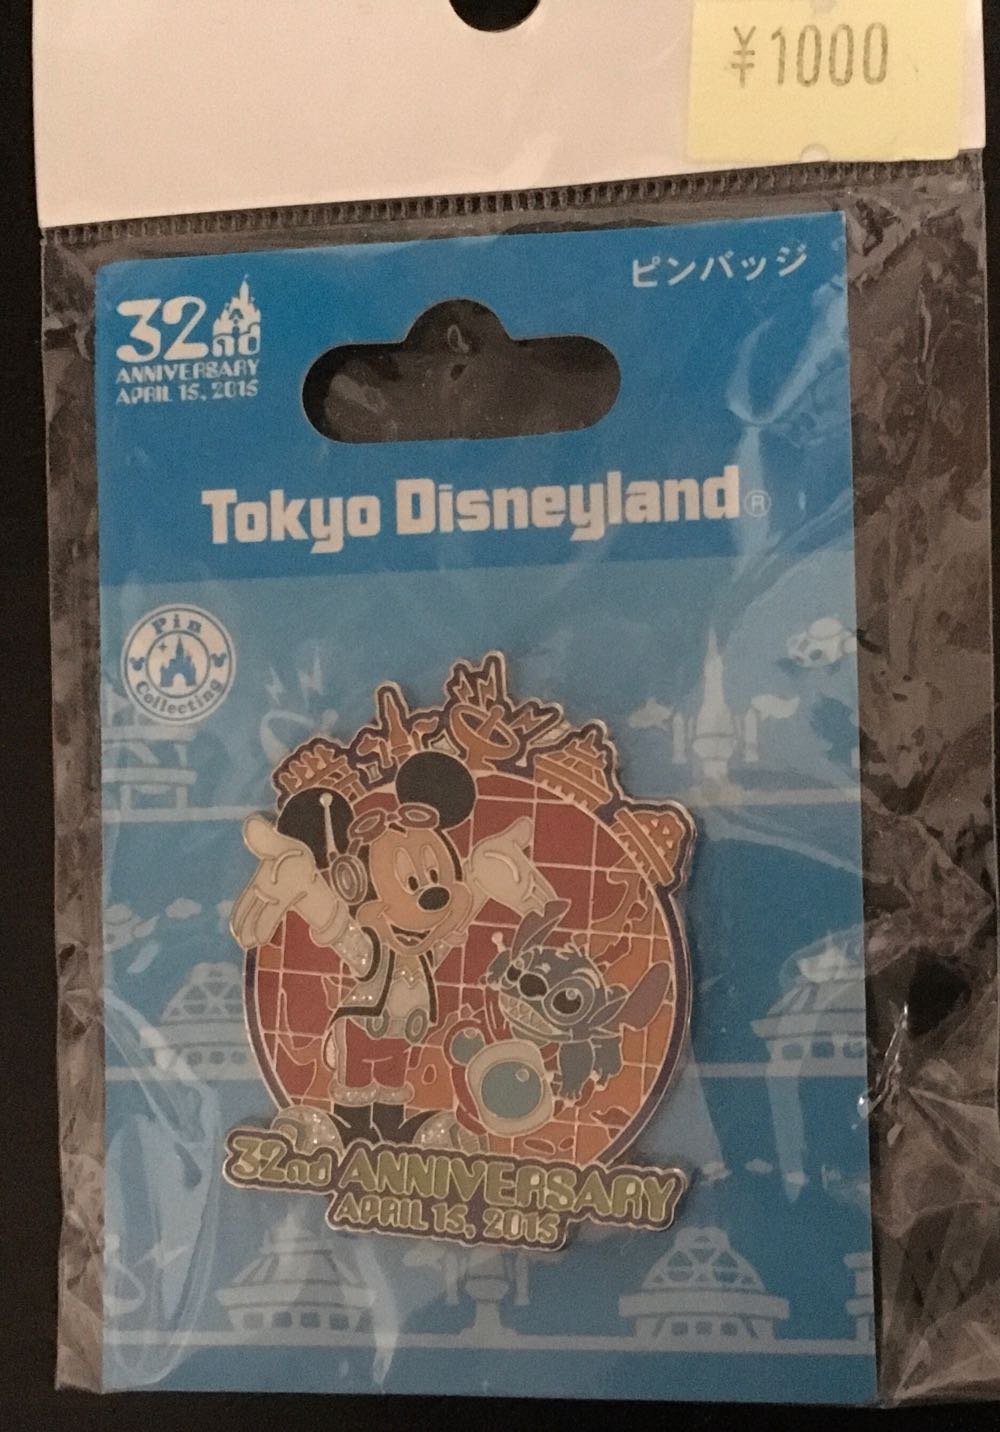 ¥1000
ピンバッジ
32nd
ANNIVERSARY
APRIL 15, 2015
Tokyo Disneyland®
Pin
Collecting
32nd ANNIVERSARY
APRIL 15, 2015